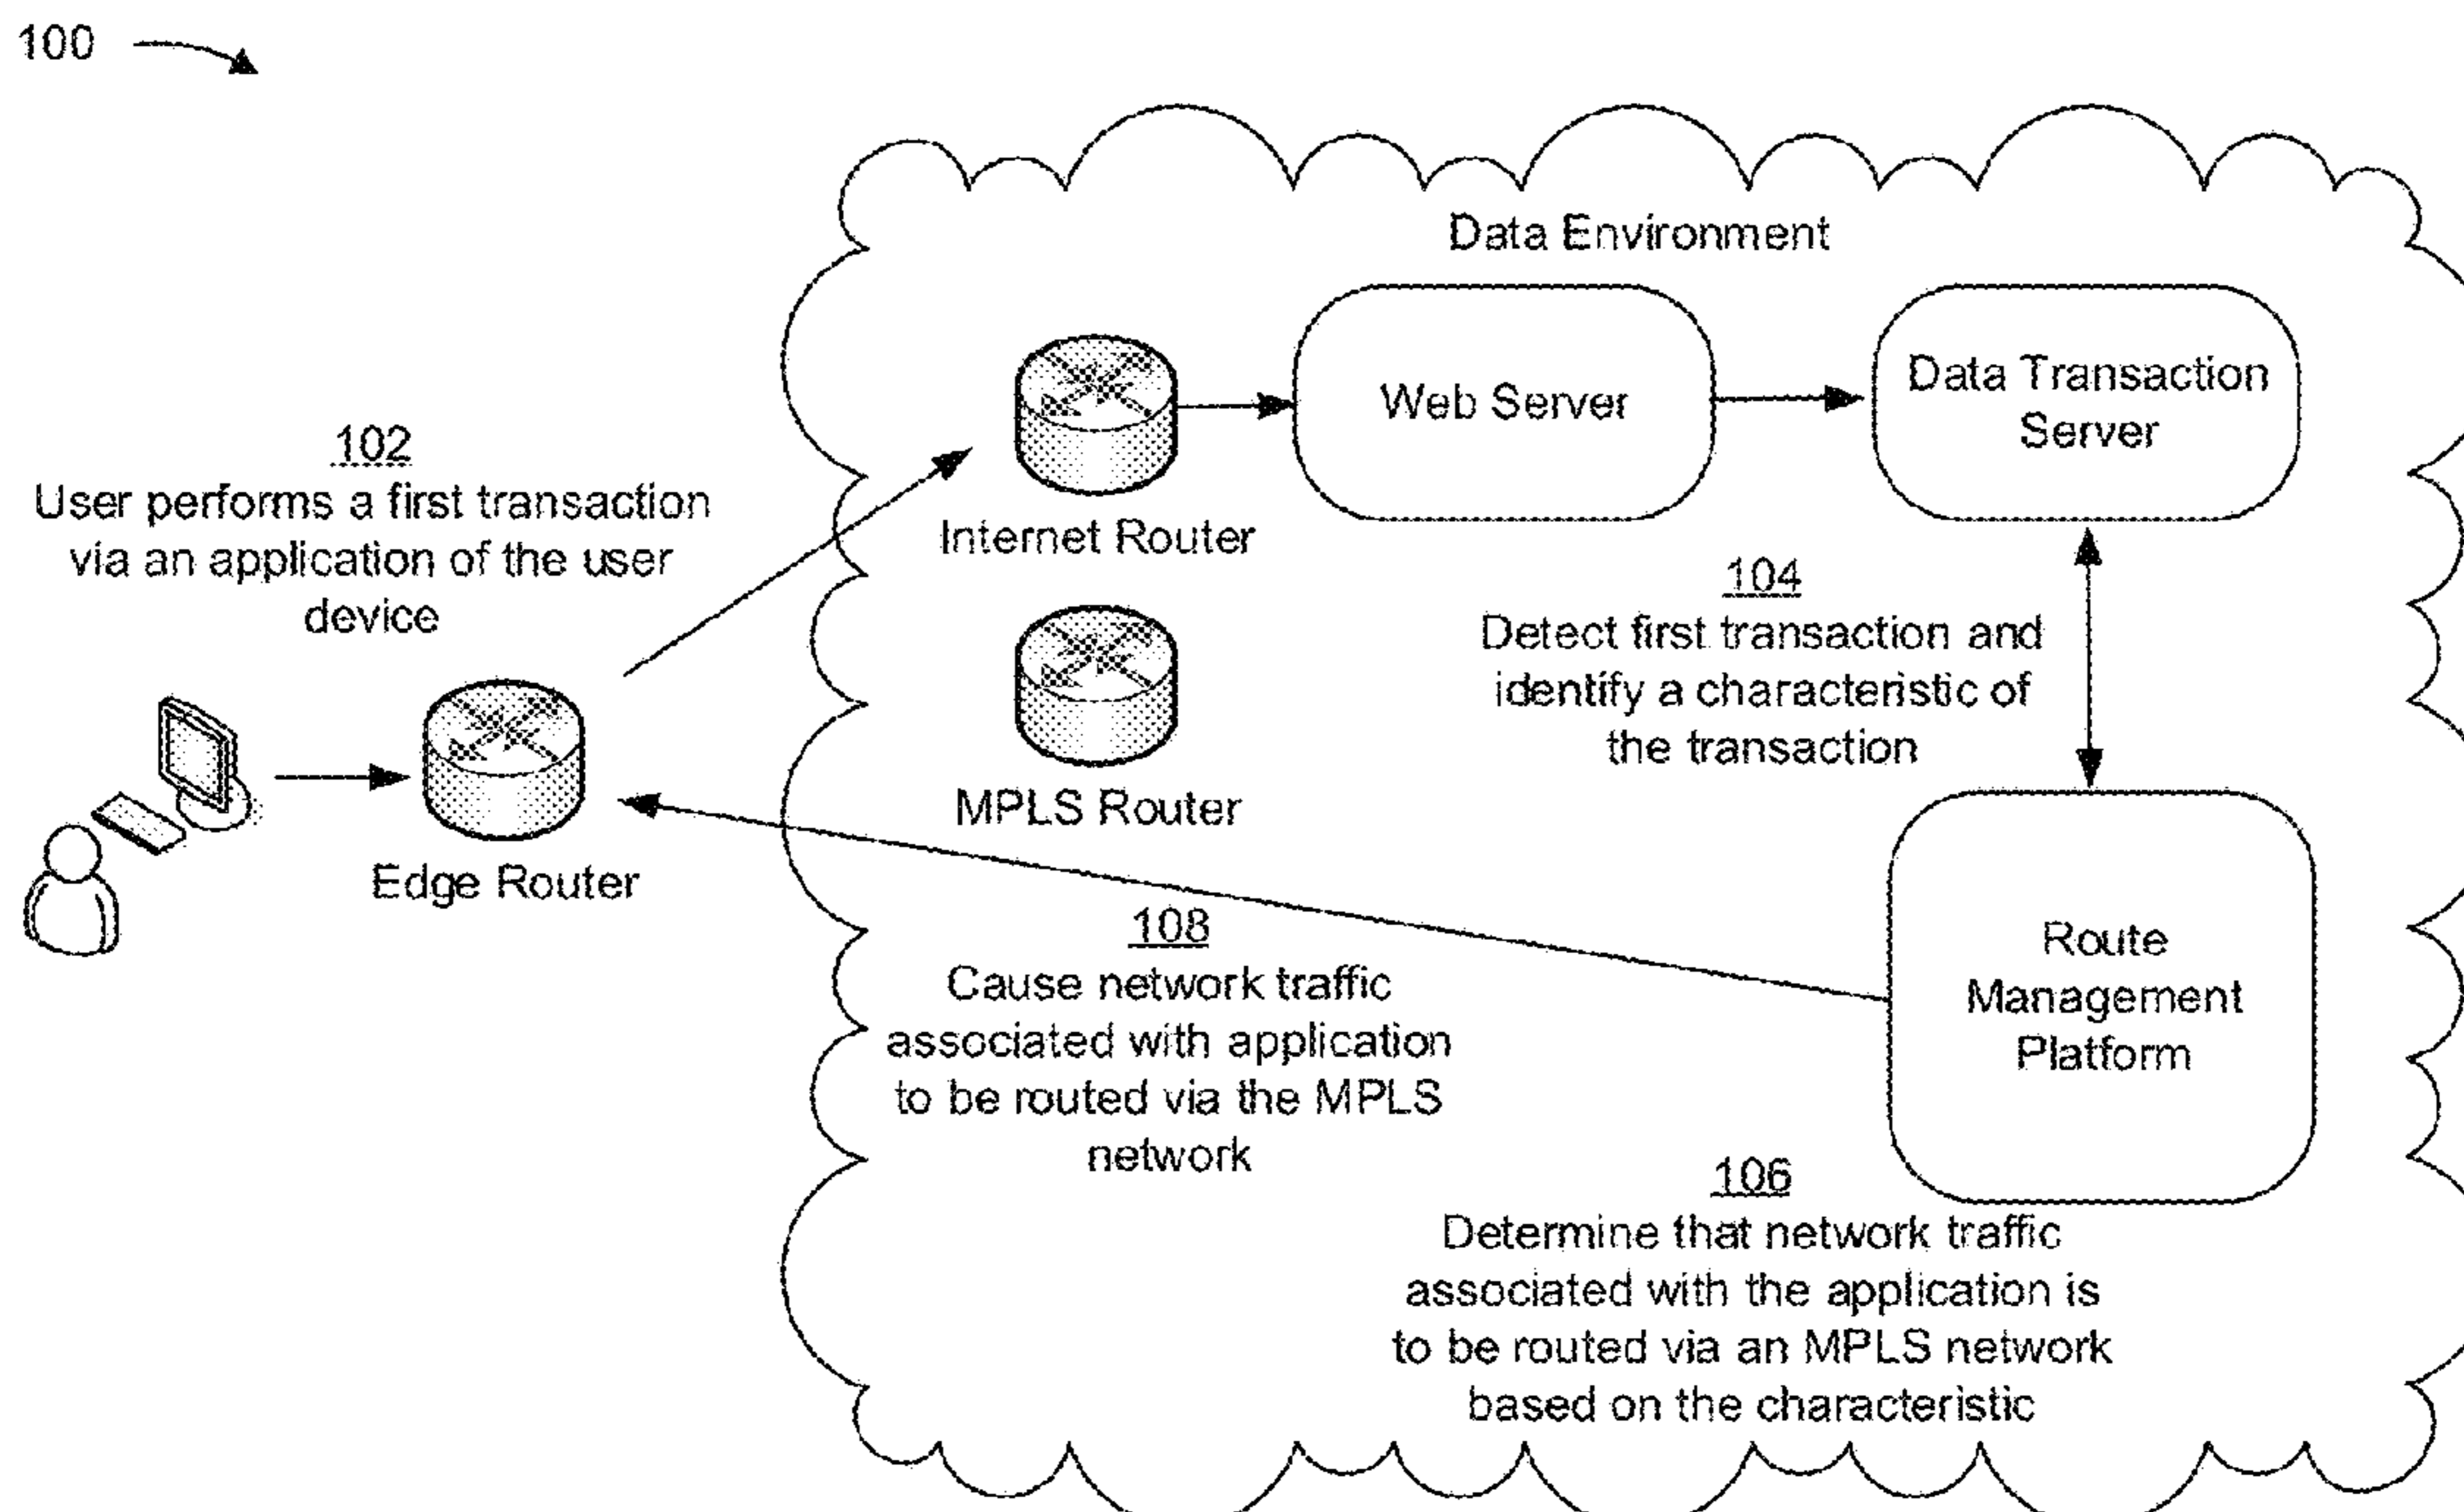 100
Data Environment
Web Server
Data Transaction
Server
Internet Router
102
User performs a first transaction
via an application of the user
device
104
Detect first transaction and
identify a characteristic of
the transaction
MPLS Router
Edge Router
Route
Management
Platform
108
Cause network traffic
associated with application
to be routed via the MPLS
network
106
Determine that network traffic
associated with the application is
to be routed via an MPLS network
based on the characteristic